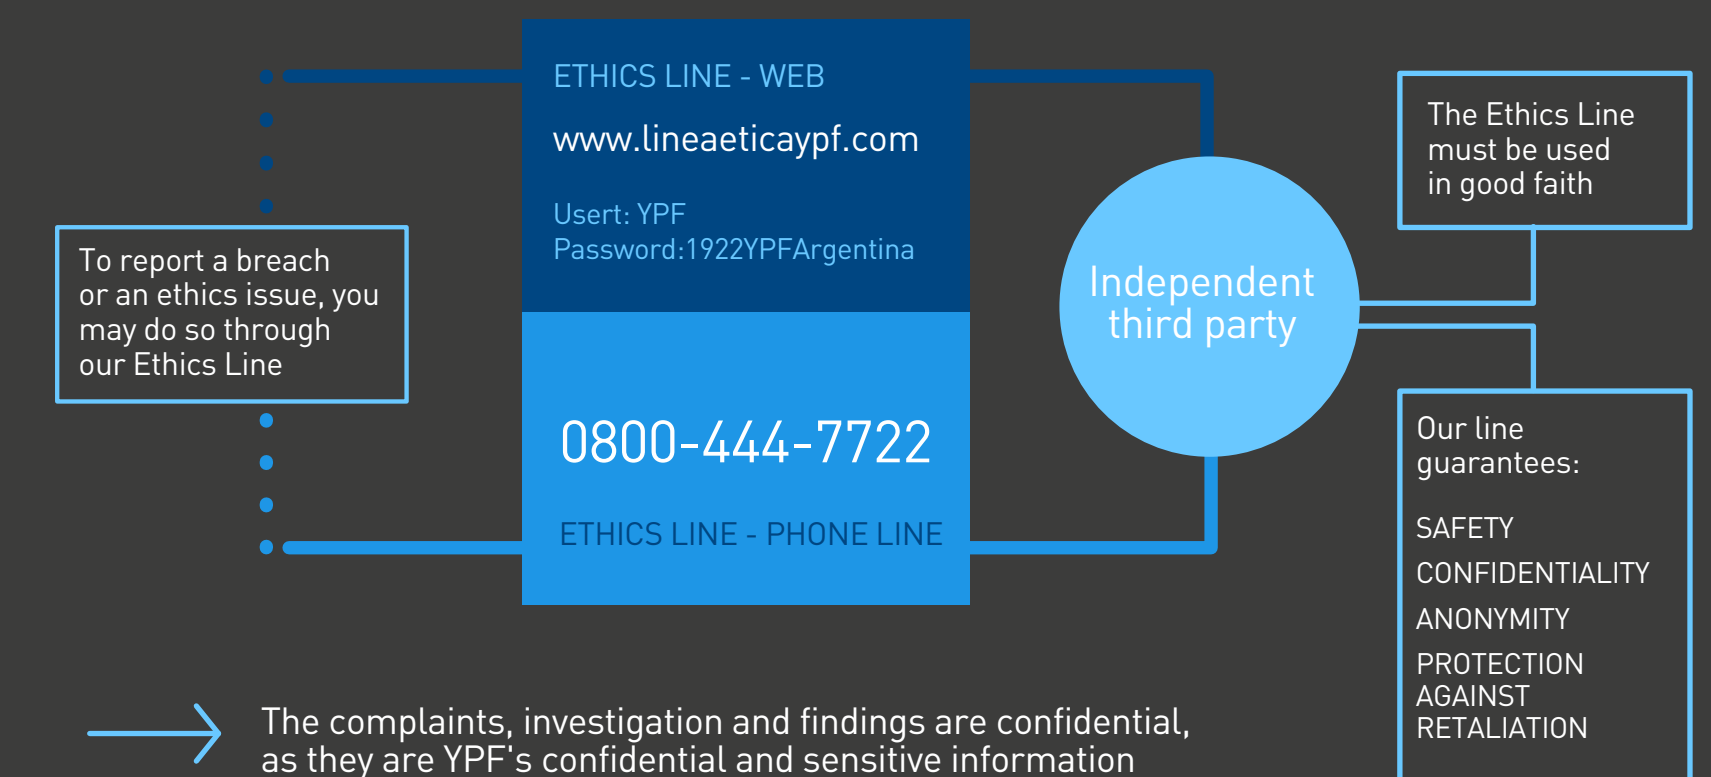 ETHICS LINE - WEB
www.lineaeticaypf.com
Usert: YPF
Password:1922YPFArgentina
To report a breach
or an ethics issue, you
may do so through
our Ethics Line
0800-444-7722
ETHICS LINE - PHONE LINE
Independent
third party
The Ethics Line
must be used
in good faith
Our line
guarantees:
SAFETY
CONFIDENTIALITY
ANONYMITY
PROTECTION
AGAINST
RETALIATION
The complaints, investigation and findings are confidential,
as they are YPF's confidential and sensitive information